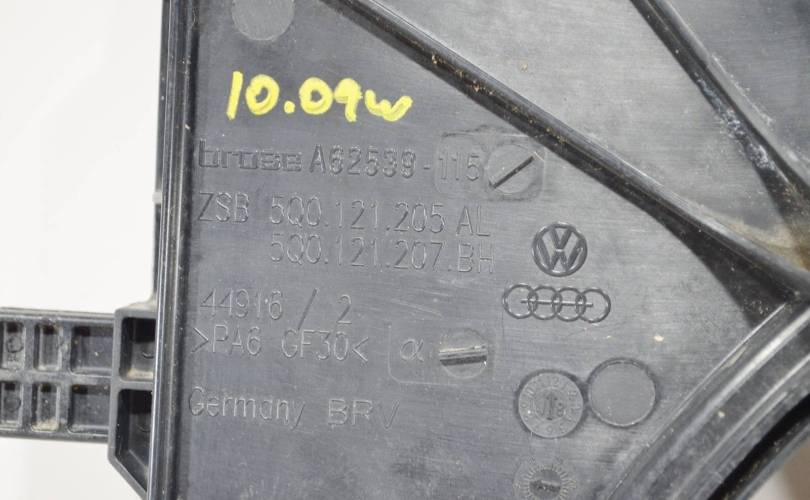 10.09w
brose A62539-115
ZSB 5Q0.121.205 AL
5Q0.121.207.BH
44916 / 2
>PA6 GF30< α
Germany BRV